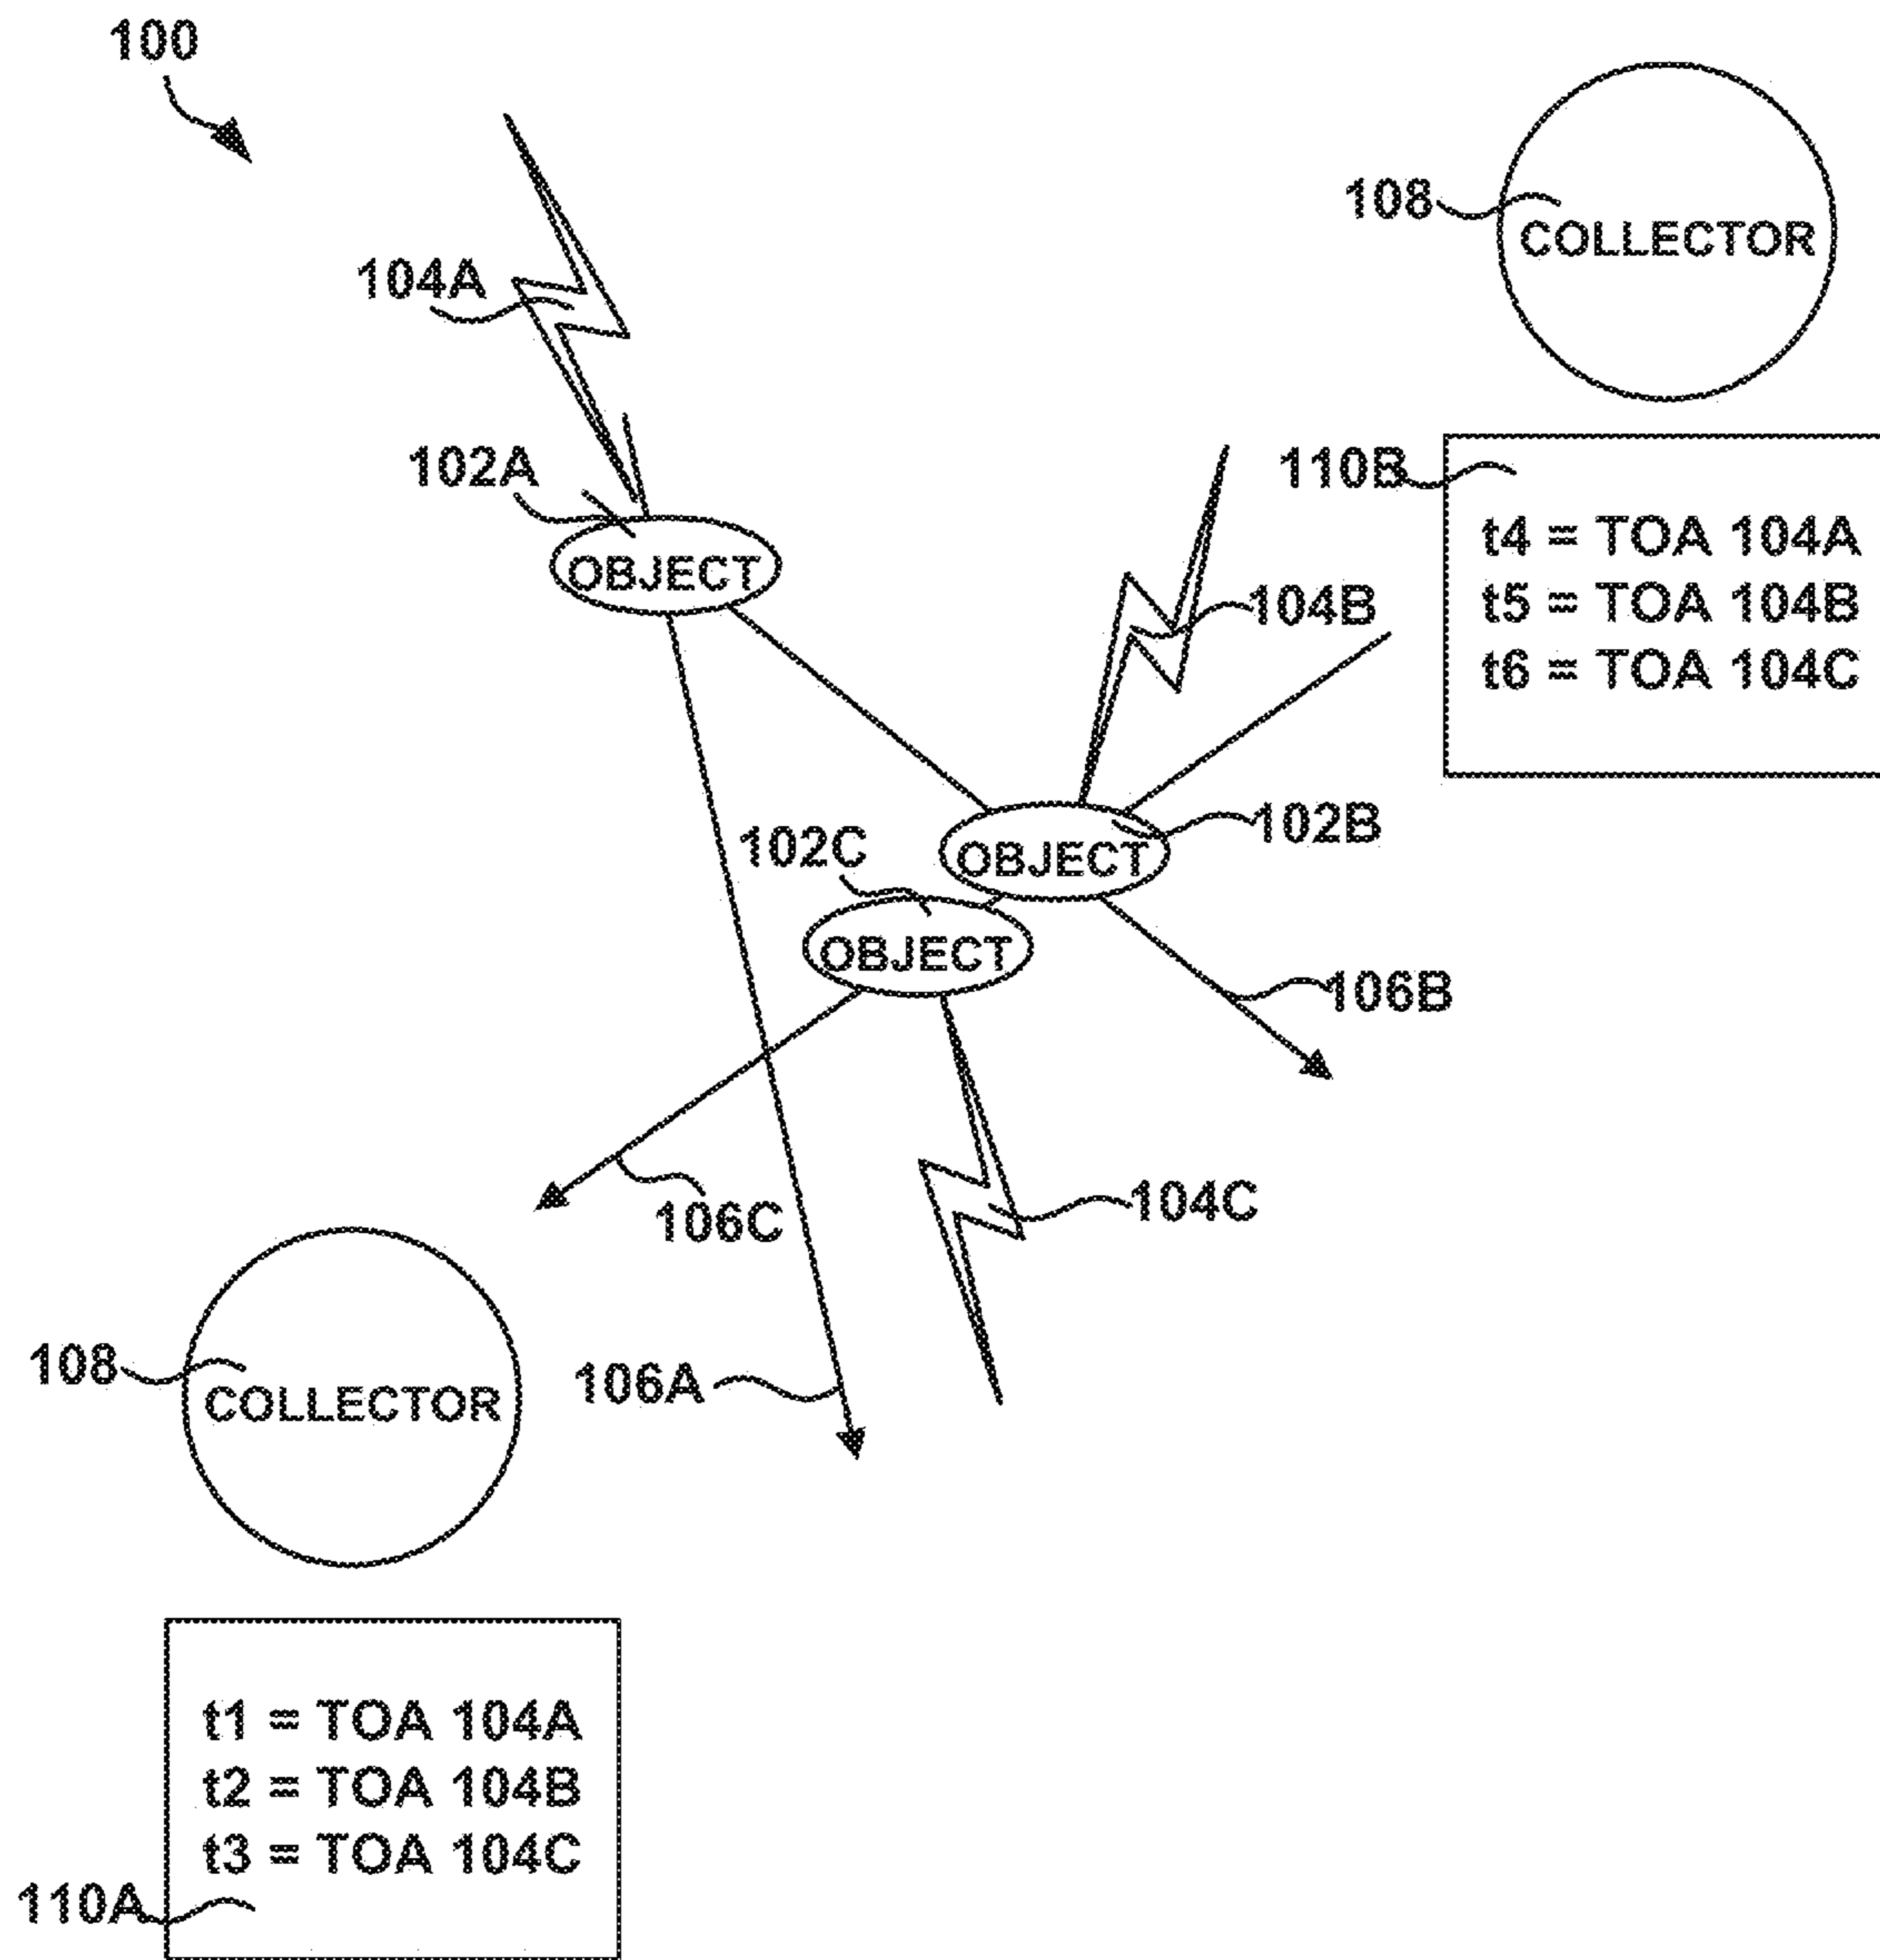 100
108
COLLECTOR
104A
102A
OBJECT
110B
t4 = TOA 104A
t5 = TOA 104B
t6 = TOA 104C
104B
102B
OBJECT
102C
OBJECT
106B
106C
104C
108
COLLECTOR
106A
t1 = TOA 104A
t2 = TOA 104B
t3 = TOA 104C
110A